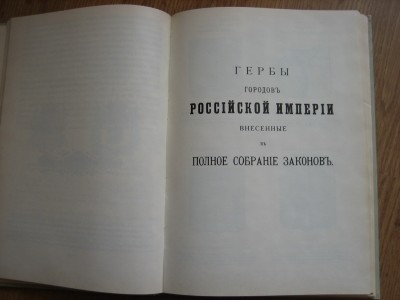 ГЕРБЫ
ГОРОДОВЪ
РОССІЙСКОЙ ИМПЕРІИ
ВНЕСЕННЫЕ
ВЪ
ПОЛНОЕ СОБРАНІЕ ЗАКОНОВЪ.